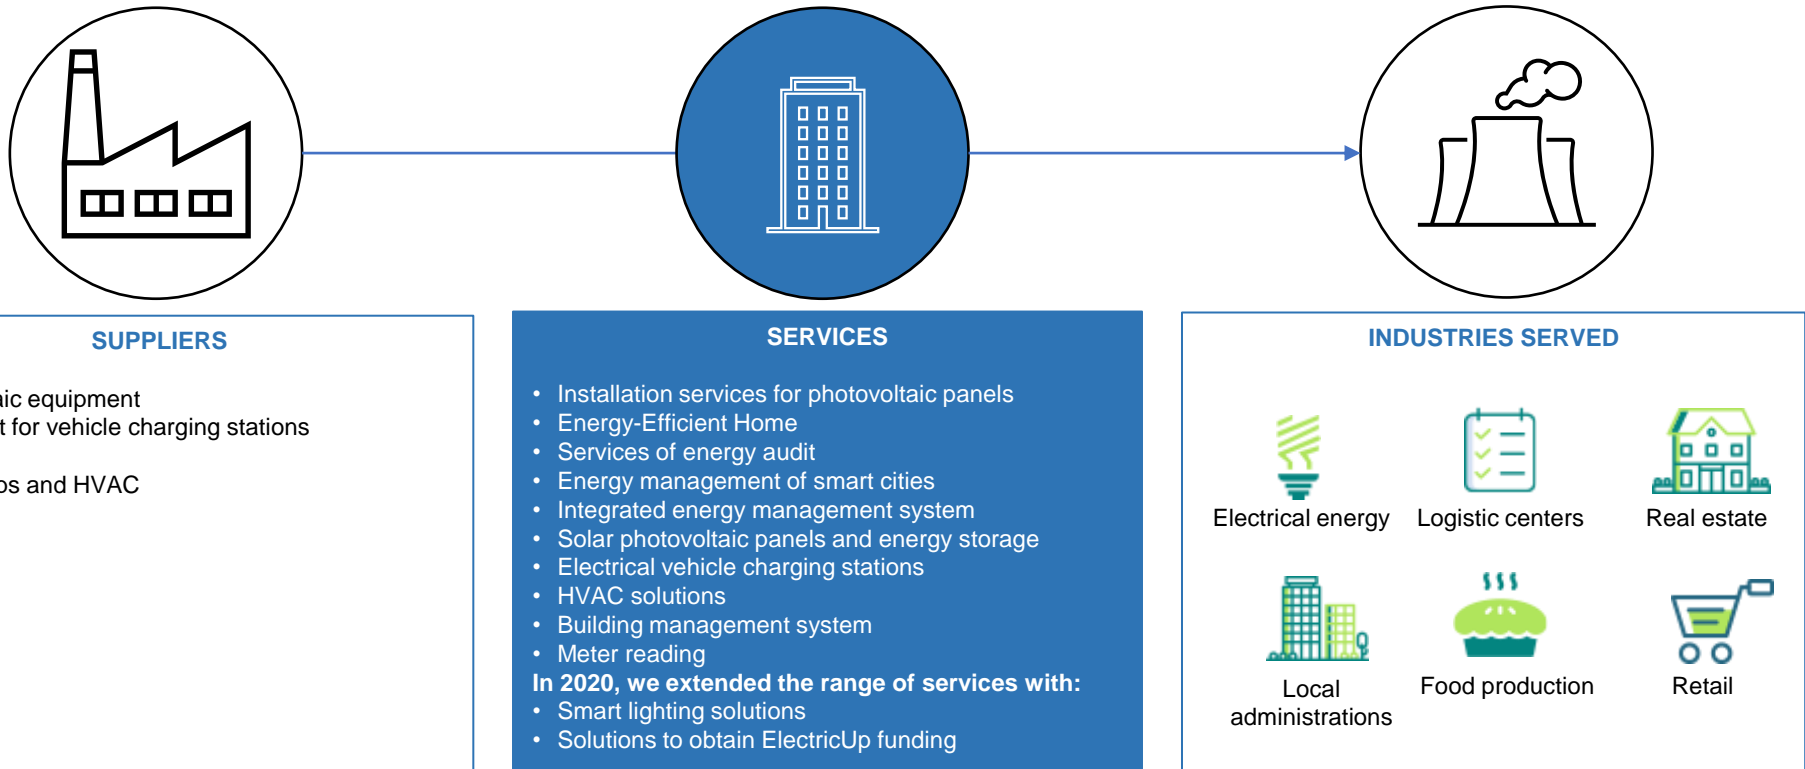 SUPPLIERS
equipment
for vehicle charging stations
and HVAC
SERVICES
• Installation services for photovoltaic panels
• Energy-Efficient Home
• Services of energy audit
• Energy management of smart cities
• Integrated energy management system
• Solar photovoltaic panels and energy storage
• Electrical vehicle charging stations
• HVAC solutions
• Building management system
• Meter reading
In 2020, we extended the range of services with:
• Smart lighting solutions
• Solutions to obtain ElectricUp funding
INDUSTRIES SERVED
Electrical energy
Logistic centers
Real estate
Local
administrations
Food production
Retail